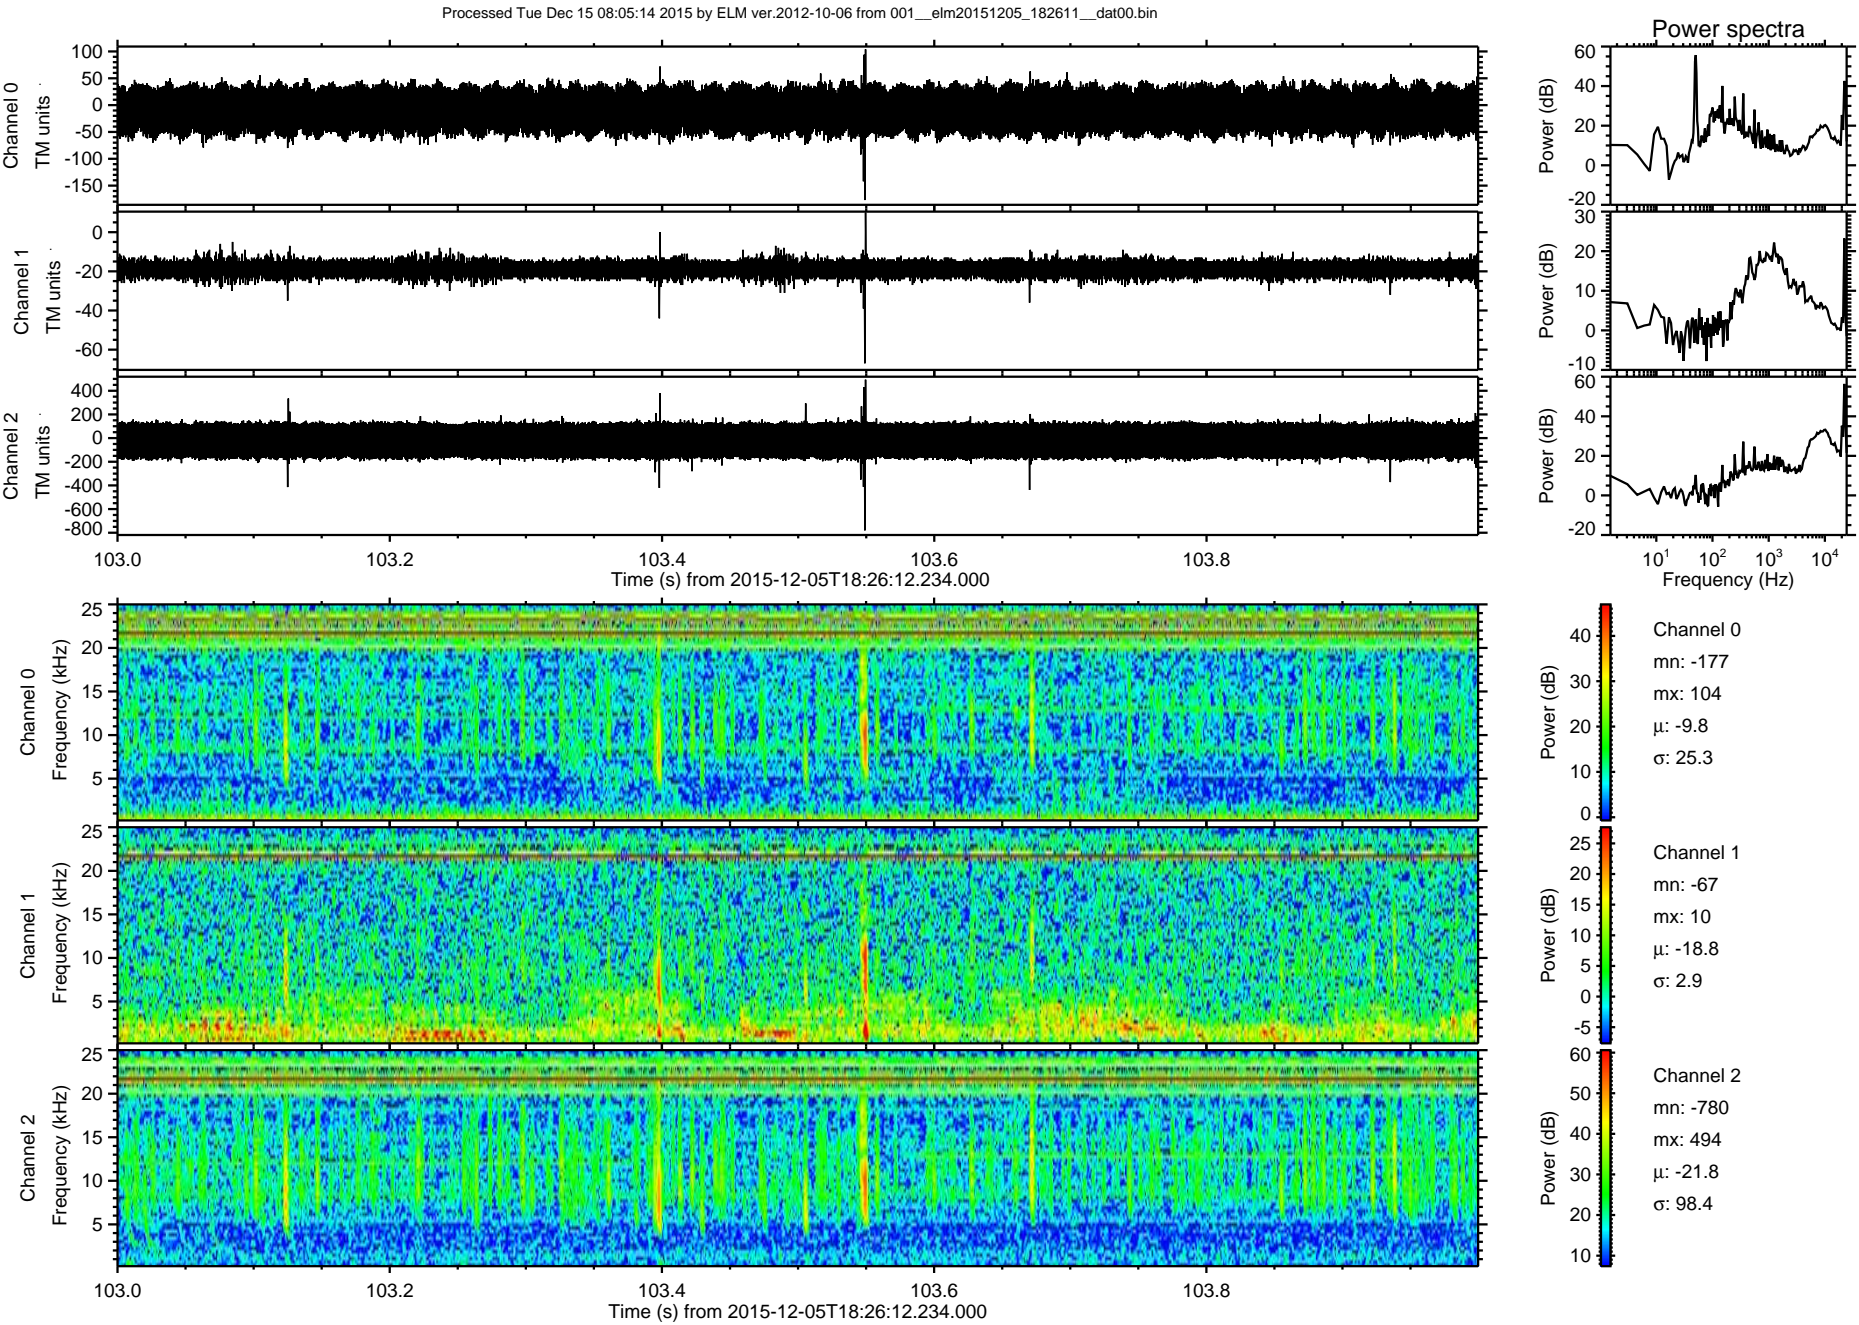 Processed Tue Dec 15 08:05:14 2015 by ELM ver.2012-10-06 from 001__elm20151205_182611__dat00.bin
Power spectra
Channel 0
TM units
100
50
0
-50
-100
-150
Power (dB)
60
40
20
0
-20
Channel 1
TM units
0
-20
-40
-60
Power (dB)
30
20
10
0
-10
Channel 2
TM units
400
200
0
-200
-400
-600
-800
Power (dB)
60
40
20
0
-20
103.0 103.2 103.4 103.6 103.8
Time (s) from 2015-12-05T18:26:12.234.000
10¹ 10² 10³ 10⁴
Frequency (Hz)
Channel 0
Frequency (kHz)
25
20
15
10
5
Power (dB)
40
30
20
10
0
Channel 0
mn: -177
mx: 104
μ: -9.8
σ: 25.3
Channel 1
Frequency (kHz)
25
20
15
10
5
Power (dB)
25
20
15
10
5
0
-5
Channel 1
mn: -67
mx: 10
μ: -18.8
σ: 2.9
Channel 2
Frequency (kHz)
25
20
15
10
5
Power (dB)
60
50
40
30
20
10
Channel 2
mn: -780
mx: 494
μ: -21.8
σ: 98.4
103.0 103.2 103.4 103.6 103.8
Time (s) from 2015-12-05T18:26:12.234.000